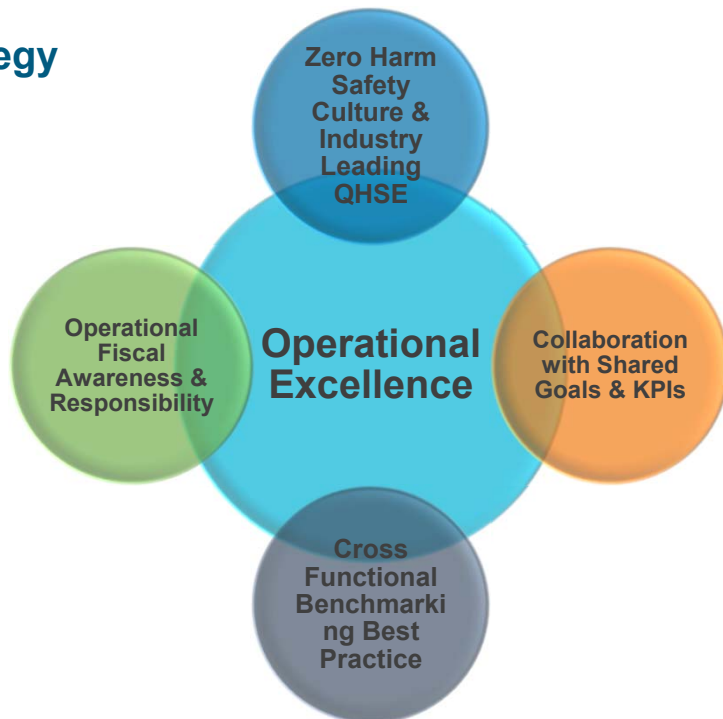 egy
Zero Harm
Safety
Culture &
Industry
Leading
QHSE
Operational
Fiscal
Awareness &
Responsibility
Operational
Excellence
Collaboration
with Shared
Goals & KPIs
Cross
Functional
Benchmarki
ng Best
Practice